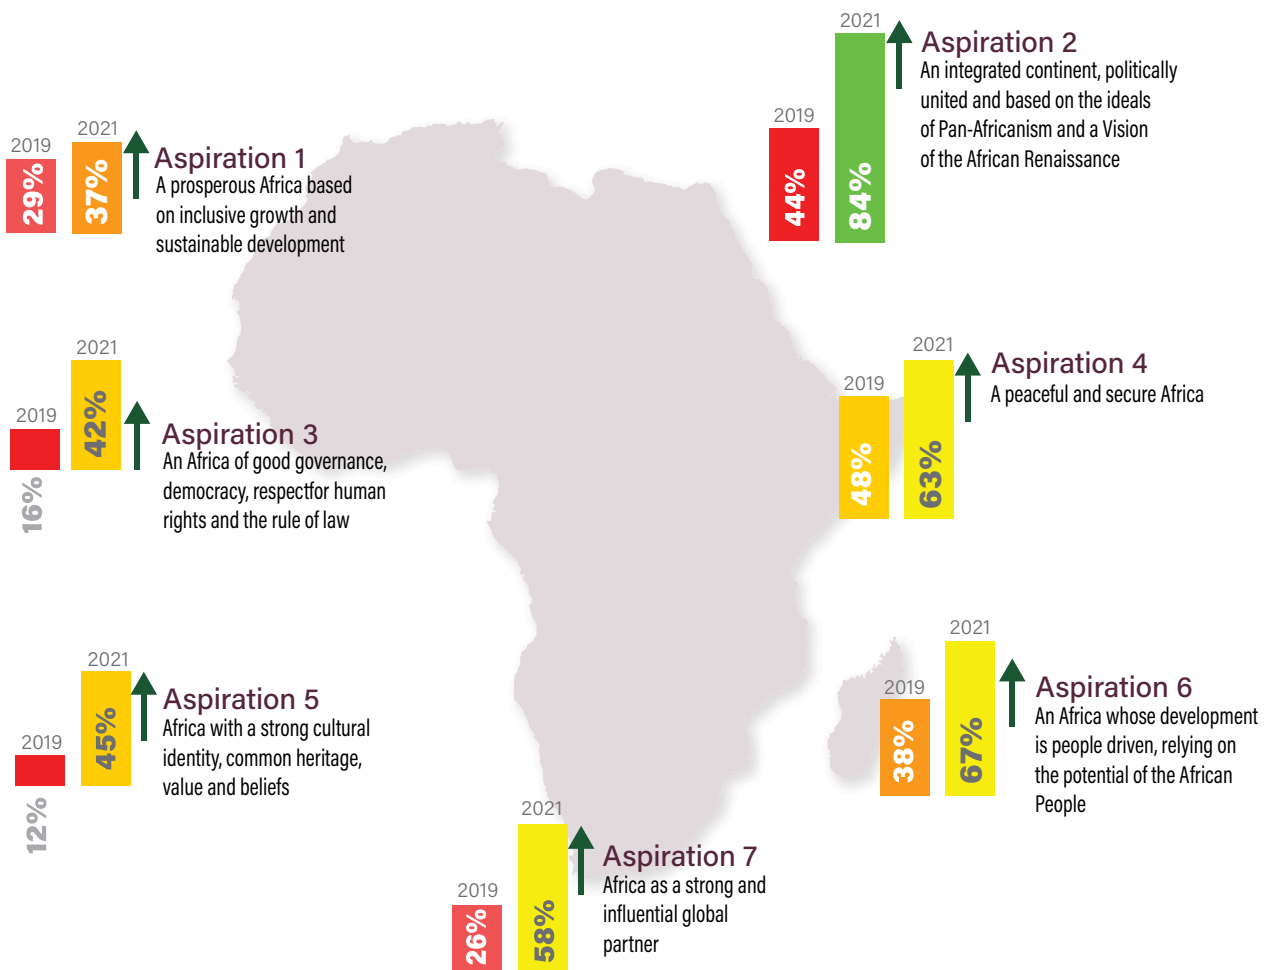 2019
2021
29%
37%
Aspiration 1
A prosperous Africa based
on inclusive growth and
sustainable development
2019
2021
44%
84%
Aspiration 2
An integrated continent, politically
united and based on the ideals
of Pan-Africanism and a Vision
of the African Renaissance
2019
2021
16%
42%
Aspiration 3
An Africa of good governance,
democracy, respectfor human
rights and the rule of law
2019
2021
48%
63%
Aspiration 4
A peaceful and secure Africa
2019
2021
12%
45%
Aspiration 5
Africa with a strong cultural
identity, common heritage,
value and beliefs
2019
2021
38%
67%
Aspiration 6
An Africa whose development
is people driven, relying on
the potential of the African
People
2019
2021
26%
58%
Aspiration 7
Africa as a strong and
influential global
partner